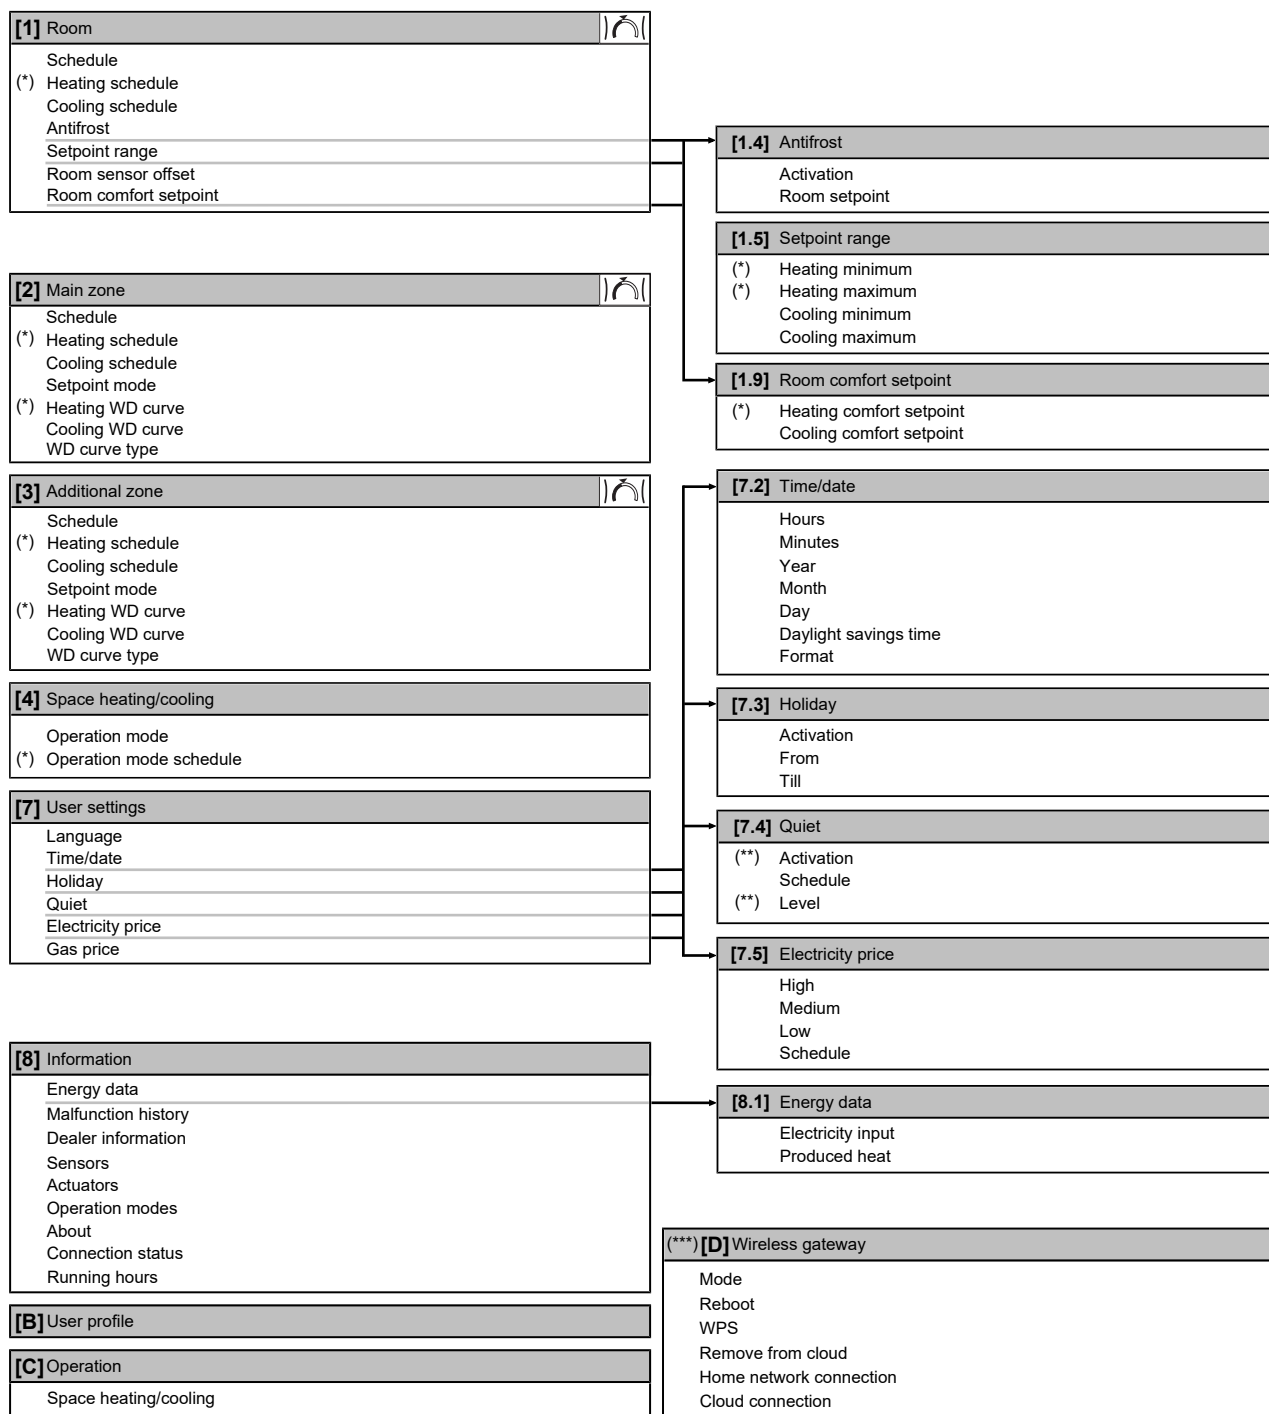 [1] Room
Schedule
(*) Heating schedule
Cooling schedule
Antifrost
Setpoint range
Room sensor offset
Room comfort setpoint
[2] Main zone
Schedule
(*) Heating schedule
Cooling schedule
Setpoint mode
(*) Heating WD curve
Cooling WD curve
WD curve type
[3] Additional zone
Schedule
(*) Heating schedule
Cooling schedule
Setpoint mode
(*) Heating WD curve
Cooling WD curve
WD curve type
[4] Space heating/cooling
Operation mode
(*) Operation mode schedule
[7] User settings
Language
Time/date
Holiday
Quiet
Electricity price
Gas price
[8] Information
Energy data
Malfunction history
Dealer information
Sensors
Actuators
Operation modes
About
Connection status
Running hours
[B] User profile
[C] Operation
Space heating/cooling
[1.4] Antifrost
Activation
Room setpoint
[1.5] Setpoint range
(*) Heating minimum
(*) Heating maximum
Cooling minimum
Cooling maximum
[1.9] Room comfort setpoint
(*) Heating comfort setpoint
Cooling comfort setpoint
[7.2] Time/date
Hours
Minutes
Year
Month
Day
Daylight savings time
Format
[7.3] Holiday
Activation
From
Till
[7.4] Quiet
(**) Activation
Schedule
(**) Level
[7.5] Electricity price
High
Medium
Low
Schedule
[8.1] Energy data
Electricity input
Produced heat
(***) [D] Wireless gateway
Mode
Reboot
WPS
Remove from cloud
Home network connection
Cloud connection